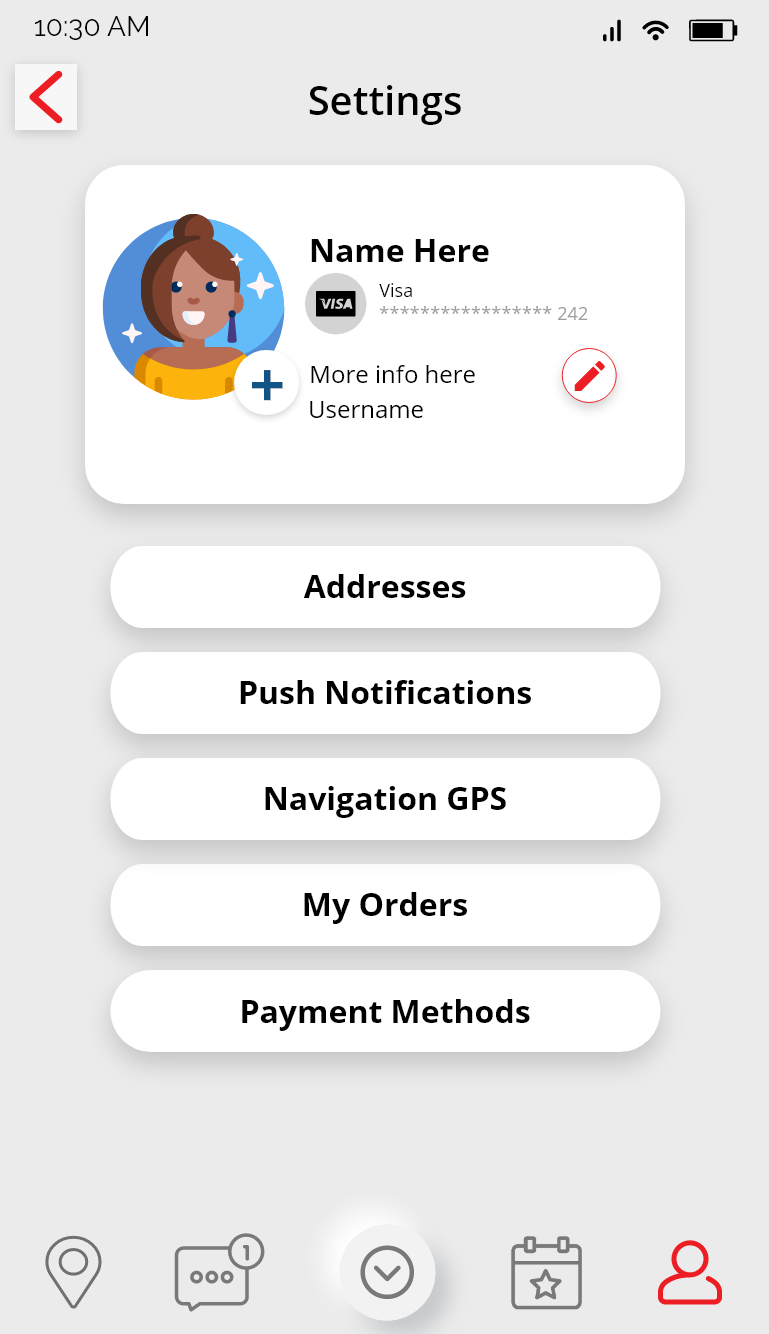 10:30 AM
Settings
Name Here
VISA
Visa
***************** 242
More info here
Username
Addresses
Push Notifications
Navigation GPS
My Orders
Payment Methods
1